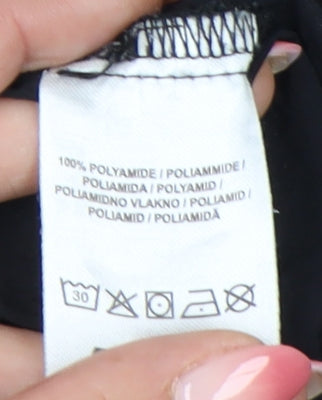 100% POLYAMIDE / POLIAMMIDE /
POLIAMIDA / POLYAMID /
POLIAMIDNO VLAKNO / POLIAMID /
POLIAMID / POLIAMIDĂ
30